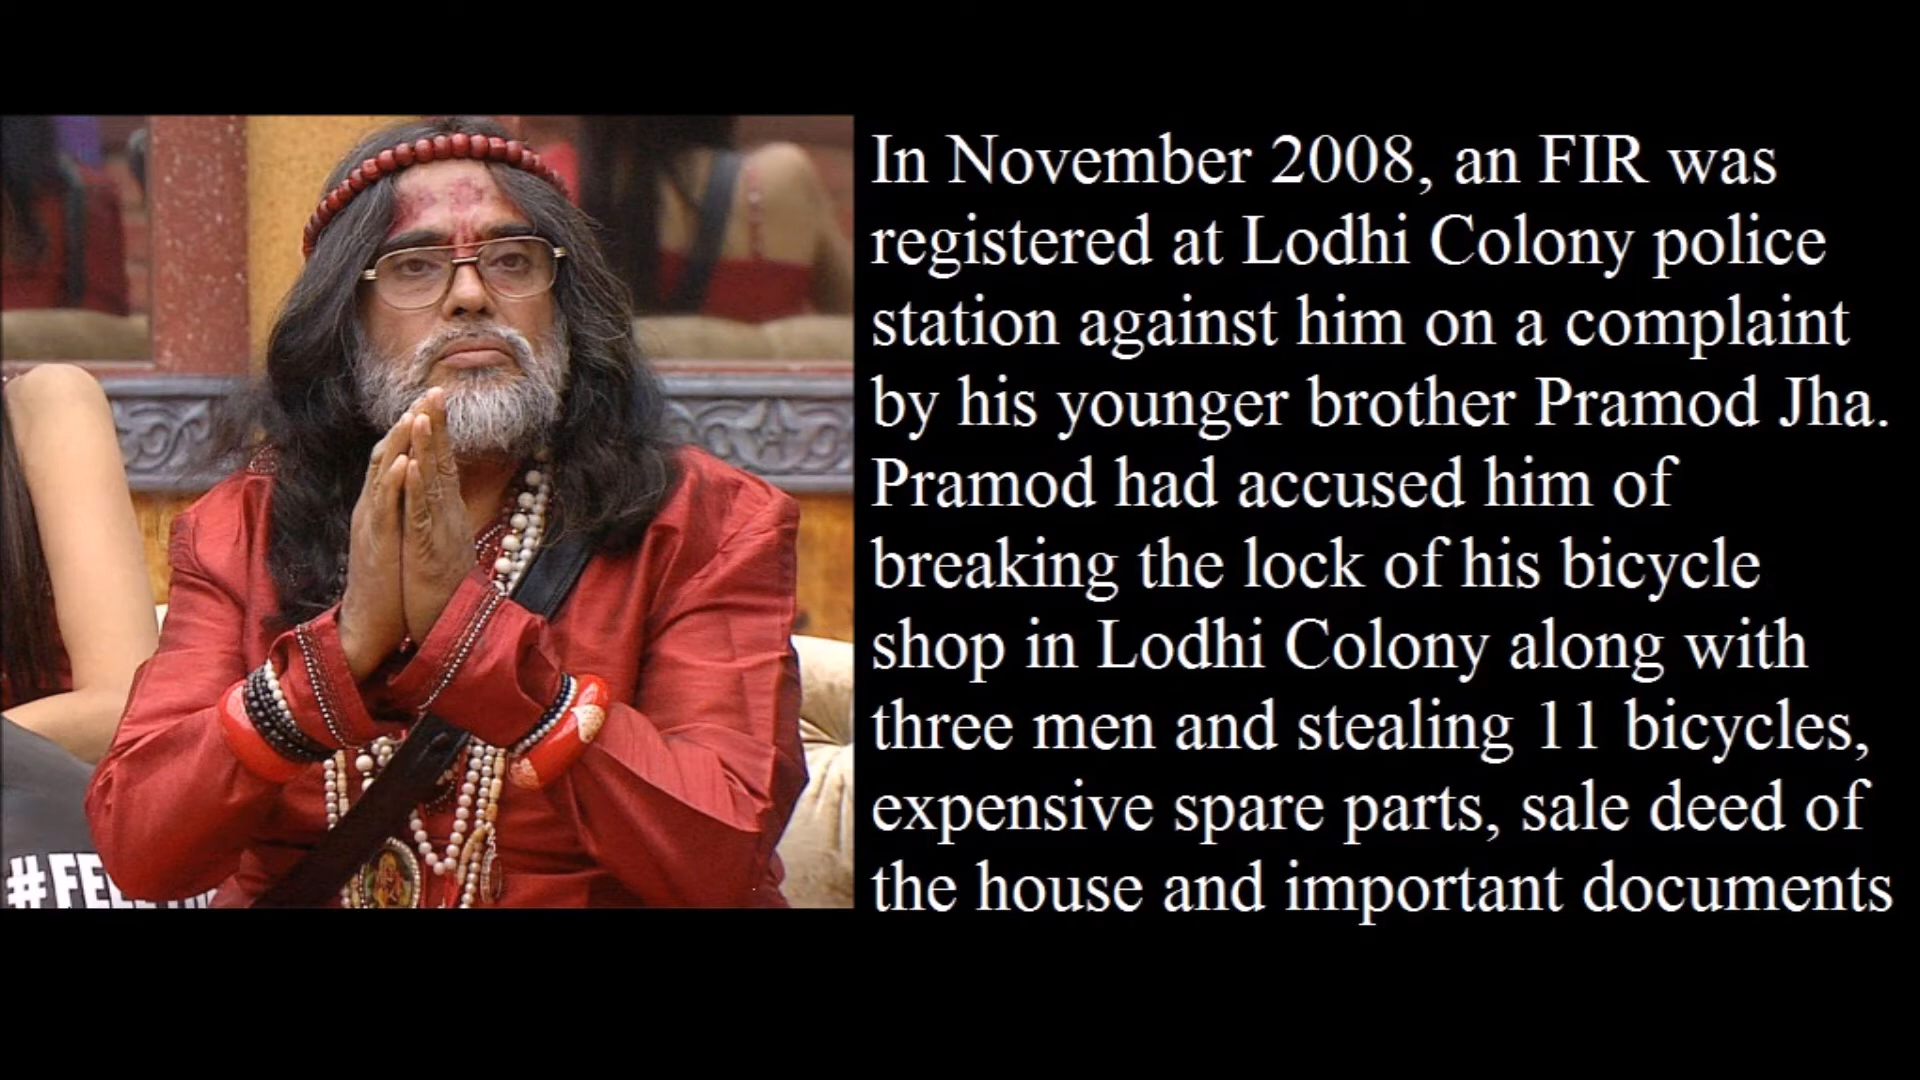 In November 2008, an FIR was
registered at Lodhi Colony police
station against him on a complaint
by his younger brother Pramod Jha.
Pramod had accused him of
breaking the lock of his bicycle
shop in Lodhi Colony along with
three men and stealing 11 bicycles,
expensive spare parts, sale deed of
the house and important documents